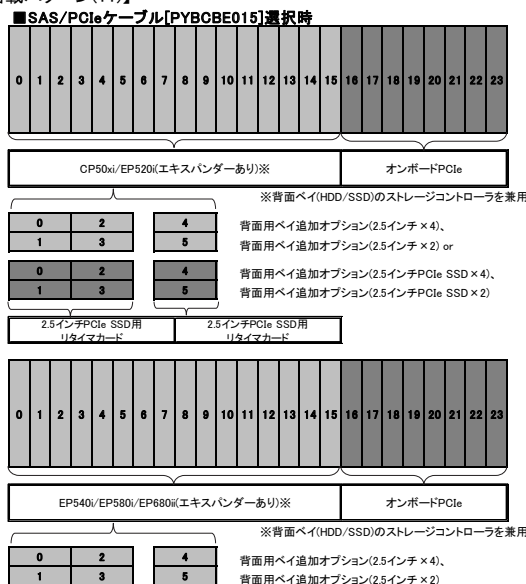 ■SAS/PCIeケーブル[PYBCBE015]選択時
0 1 2 3 4 5 6 7 8 9 10 11 12 13 14 15 16 17 18 19 20 21 22 23
CP50xi/EP520i(エキスパンダーあり)※ オンボードPCIe
※背面ベイ(HDD/SSD)のストレージコントローラを兼用
0 2 4 背面用ベイ追加オプション(2.5インチ×4)、
1 3 5 背面用ベイ追加オプション(2.5インチ×2) or
0 2 4 背面用ベイ追加オプション(2.5インチPCIe SSD×4)、
1 3 5 背面用ベイ追加オプション(2.5インチPCIe SSD×2)
2.5インチPCIe SSD用 2.5インチPCIe SSD用
リタイマカード リタイマカード
0 1 2 3 4 5 6 7 8 9 10 11 12 13 14 15 16 17 18 19 20 21 22 23
EP540i/EP580i/EP680ii(エキスパンダーあり)※ オンボードPCIe
※背面ベイ(HDD/SSD)のストレージコントローラを兼用
0 2 4 背面用ベイ追加オプション(2.5インチ×4)、
1 3 5 背面用ベイ追加オプション(2.5インチ×2)